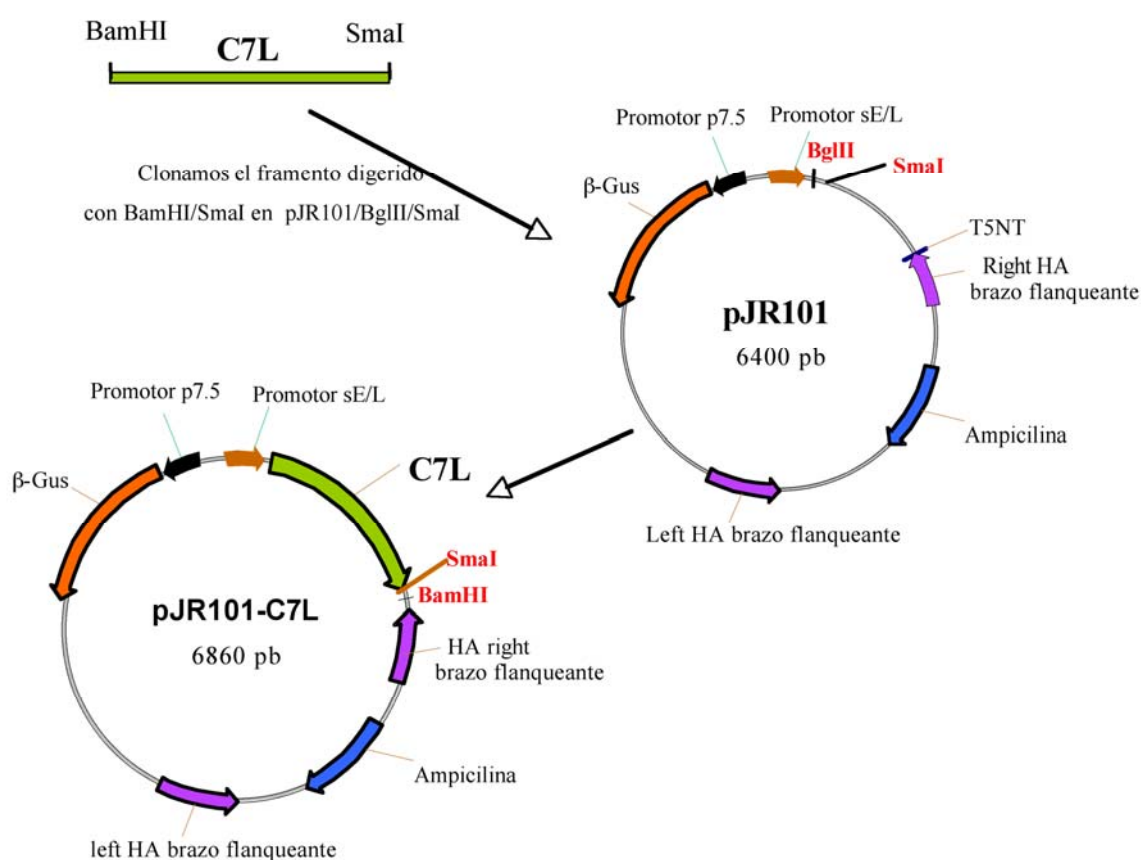 BamHI
C7L
SmaI
Clonamos el framento digerido
con BamHI/SmaI en pJR101/BglII/SmaI
Promotor p7.5
Promotor sE/L
BglII
SmaI
β-Gus
T5NT
Right HA
brazo flanqueante
pJR101
6400 pb
Ampicilina
Left HA brazo flanqueante
Promotor p7.5
Promotor sE/L
β-Gus
C7L
SmaI
BamHI
pJR101-C7L
6860 pb
HA right
brazo flanqueante
Ampicilina
left HA brazo flanqueante